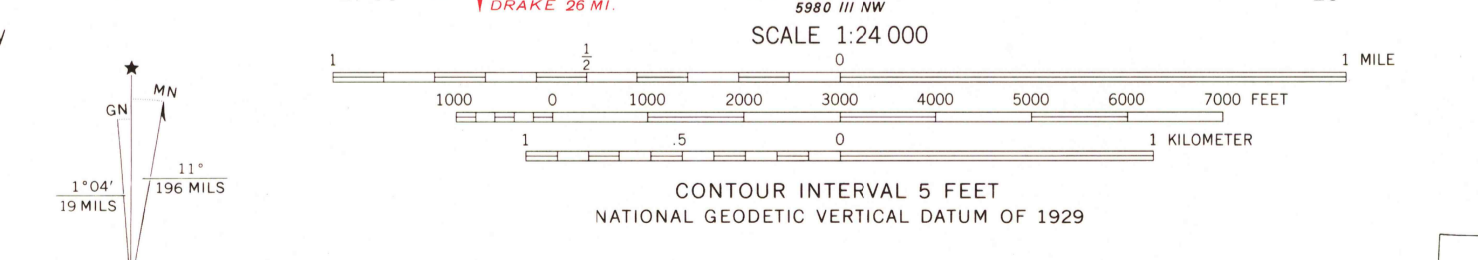 DRAKE 26 MI.
5980 III NW
SCALE 1:24 000
1 1/2 0 1 MILE
1000 0 1000 2000 3000 4000 5000 6000 7000 FEET
1 .5 0 1 KILOMETER
CONTOUR INTERVAL 5 FEET
NATIONAL GEODETIC VERTICAL DATUM OF 1929
★
GN MN
1°04′
19 MILS
11°
196 MILS